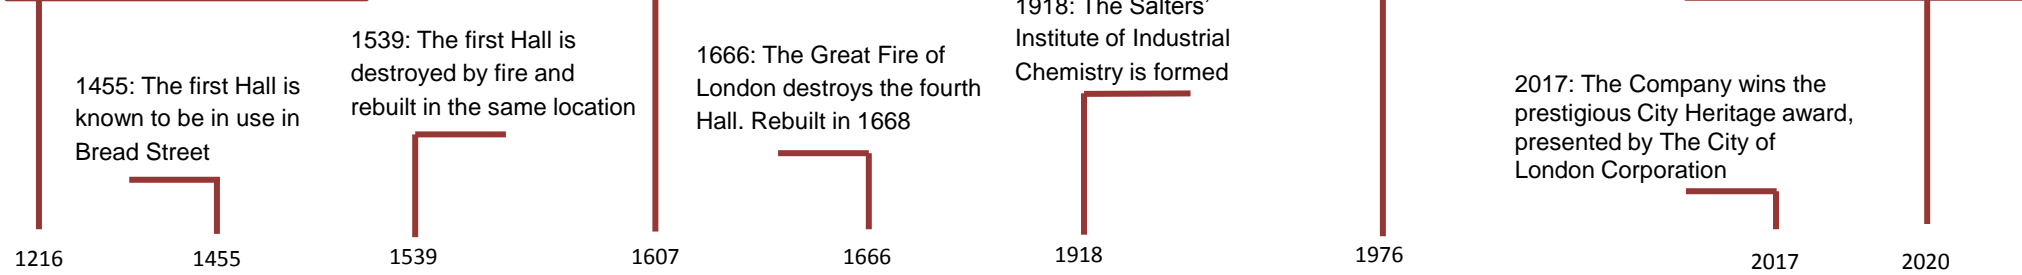 1455: The first Hall is
known to be in use in
Bread Street
1539: The first Hall is
destroyed by fire and
rebuilt in the same location
1666: The Great Fire of
London destroys the fourth
Hall. Rebuilt in 1668
1918: The Salters’
Institute of Industrial
Chemistry is formed
2017: The Company wins the
prestigious City Heritage award,
presented by The City of
London Corporation
1216
1455
1539
1607
1666
1918
1976
2017
2020